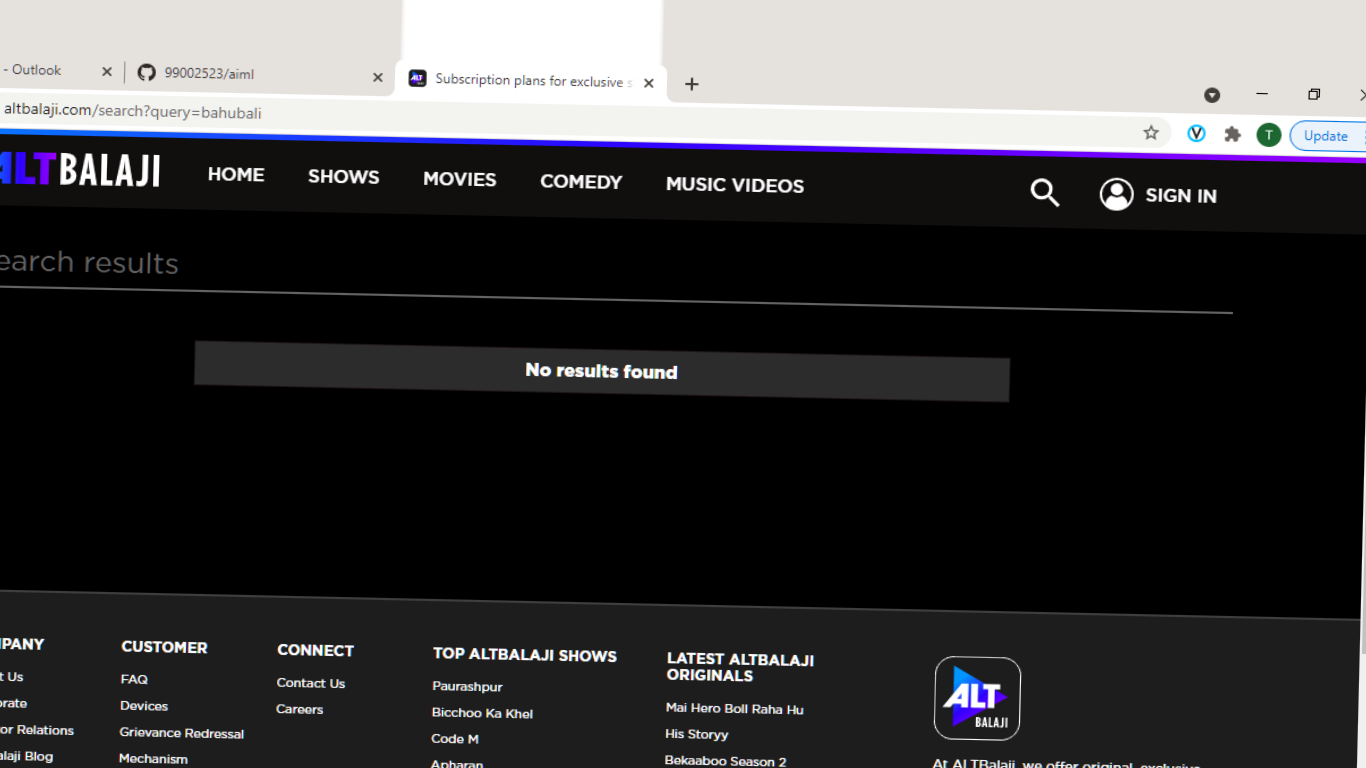 - Outlook
99002523/aiml
Subscription plans for exclusive s
altbalaji.com/search?query=bahubali
T
Update
ALTBALAJI
HOME
SHOWS
MOVIES
COMEDY
MUSIC VIDEOS
SIGN IN
earch results
No results found
MPANY
t Us
orate
tor Relations
alaji Blog
CUSTOMER
FAQ
Devices
Grievance Redressal
Mechanism
CONNECT
Contact Us
Careers
TOP ALTBALAJI SHOWS
Paurashpur
Bicchoo Ka Khel
Code M
Apharan
LATEST ALTBALAJI
ORIGINALS
Mai Hero Boll Raha Hu
His Storyy
Bekaaboo Season 2
ALT
BALAJI
At ALTBalaji, we offer original, exclusive